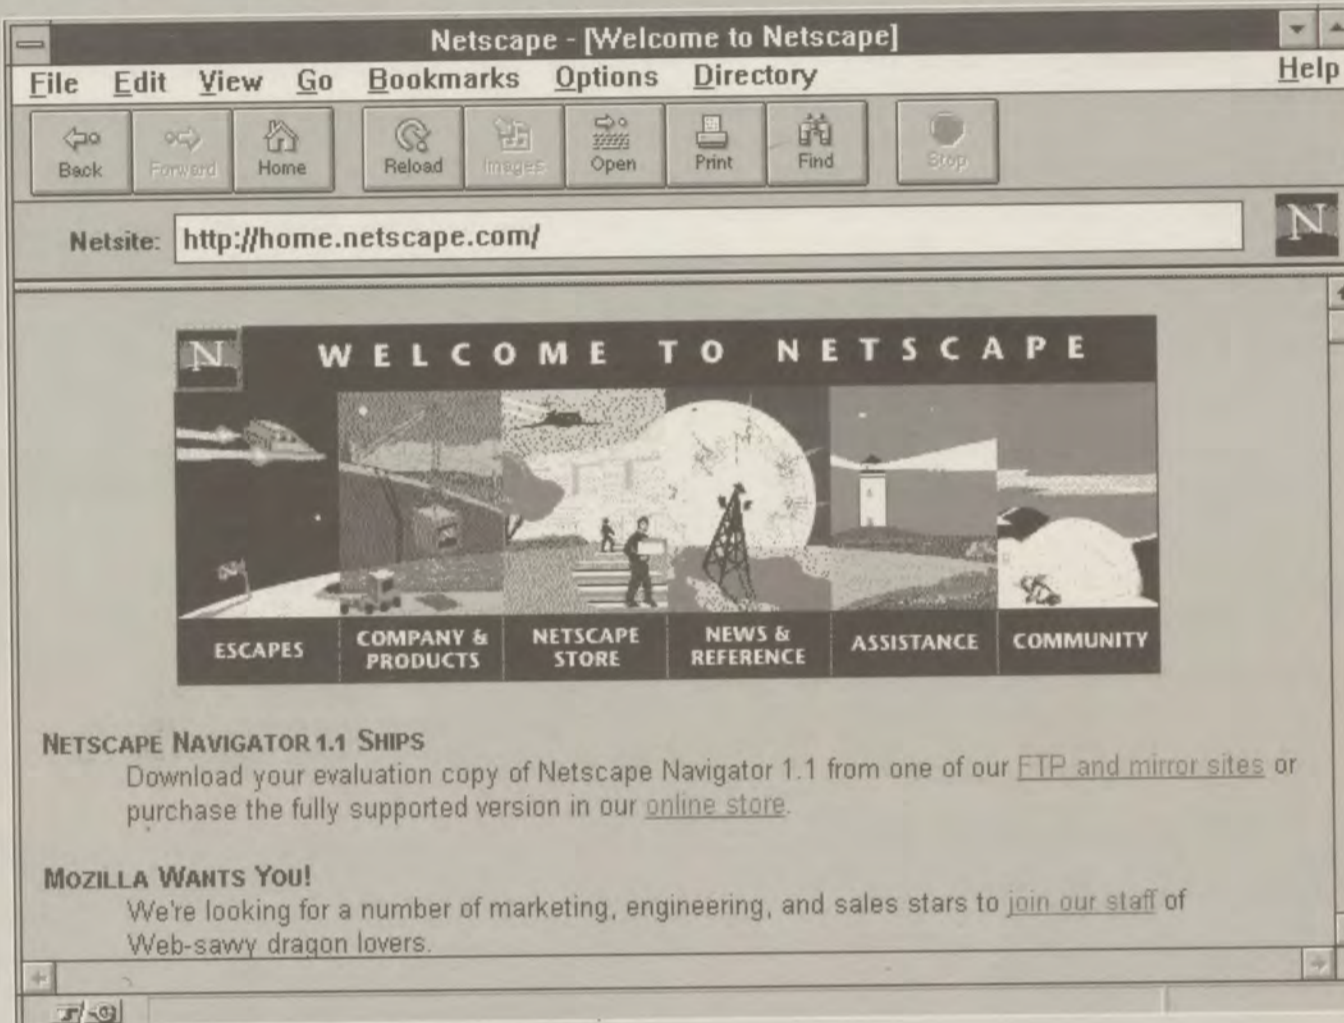 Netscape - [Welcome to Netscape]
File Edit View Go Bookmarks Options Directory Help
Back Forward Home Reload Images Open Print Find Stop
Netsite: http://home.netscape.com/ N
N WELCOME TO NETSCAPE
ESCAPES
COMPANY &
PRODUCTS
NETSCAPE
STORE
NEWS &
REFERENCE
ASSISTANCE
COMMUNITY
NETSCAPE NAVIGATOR 1.1 SHIPS
Download your evaluation copy of Netscape Navigator 1.1 from one of our FTP and mirror sites or
purchase the fully supported version in our online store.
MOZILLA WANTS YOU!
We're looking for a number of marketing, engineering, and sales stars to join our staff of
Web-savvy dragon lovers.